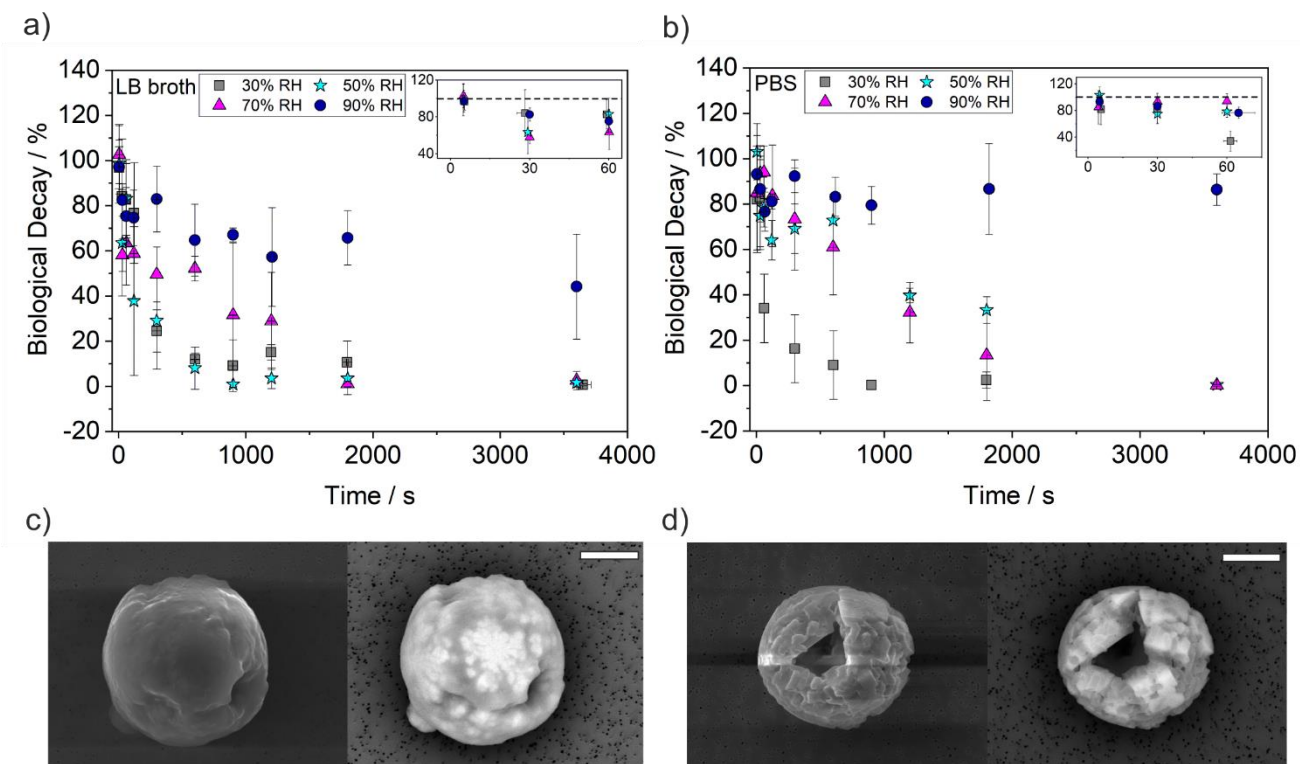 a)
140
120
100
80
60
40
20
0
-20
Biological Decay / %
LB broth
30% RH
50% RH
70% RH
90% RH
120
80
40
0
30
60
0
1000
2000
3000
4000
Time / s
b)
140
120
100
80
60
40
20
0
-20
Biological Decay / %
PBS
30% RH
50% RH
70% RH
90% RH
120
80
40
0
30
60
0
1000
2000
3000
4000
Time / s
c)
d)